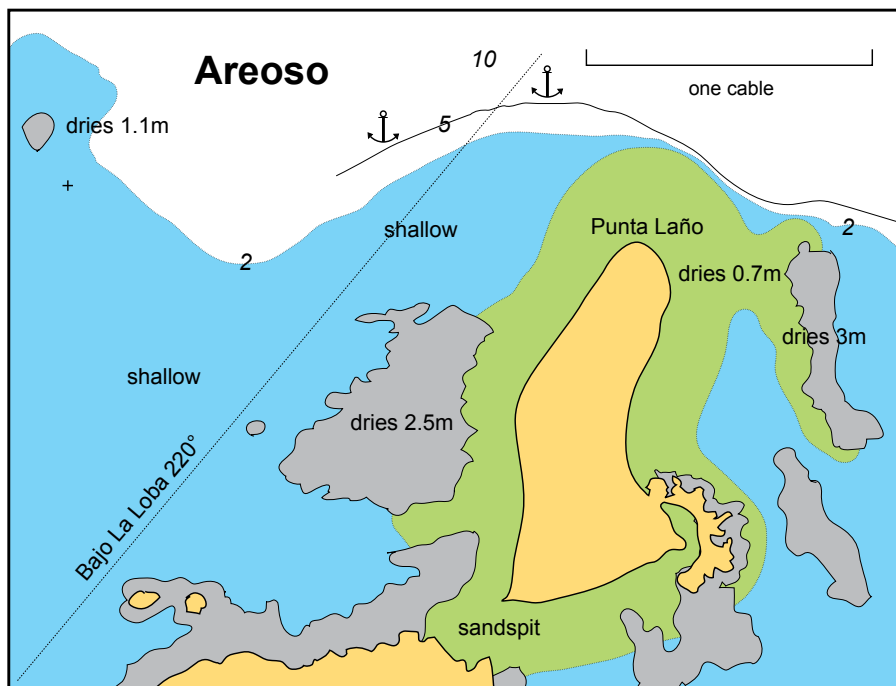 Areoso
10
one cable
dries 1.1m
5
+
shallow
Punta Laño
2
2
dries 0.7m
dries 3m
shallow
dries 2.5m
Bajo La Loba 220°
sandspit